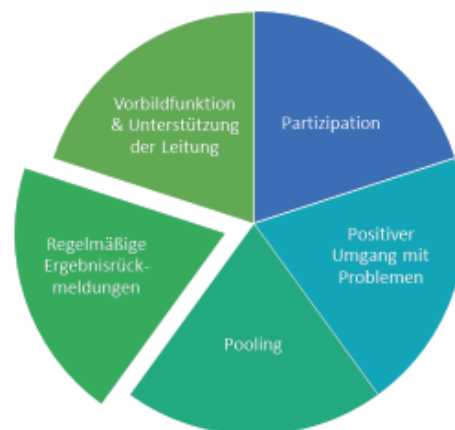 Vorbildfunktion
& Unterstützung
der Leitung
Partizipation
Positiver
Umgang mit
Problemen
Pooling
Regelmäßige
Ergebnisrück-
meldungen